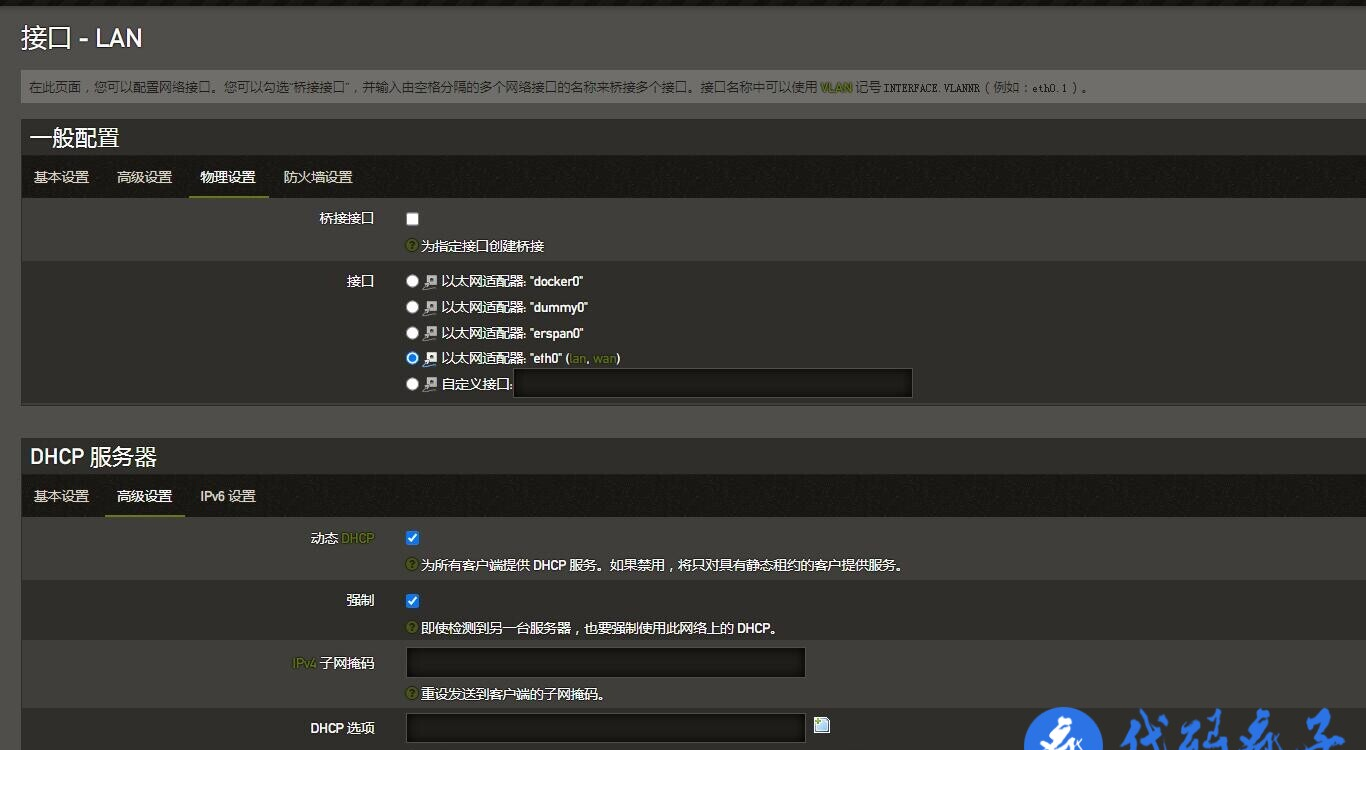 接口 - LAN
在此页面，您可以配置网络接口。您可以勾选“桥接接口”，并输入由空格分隔的多个网络接口的名称来桥接多个接口。接口名称中可以使用 VLAN 记号 INTERFACE.VLANNR（例如：eth0.1）。
一般配置
基本设置 高级设置 物理设置 防火墙设置
桥接接口
为指定接口创建桥接
接口
以太网适配器: "docker0"
以太网适配器: "dummy0"
以太网适配器: "erspan0"
以太网适配器: "eth0" (lan, wan)
自定义接口:
DHCP 服务器
基本设置 高级设置 IPv6 设置
动态 DHCP
为所有客户端提供 DHCP 服务。如果禁用，将只对具有静态租约的客户提供服务。
强制
即使检测到另一台服务器，也要强制使用此网络上的 DHCP。
IPv4 子网掩码
重设发送到客户端的子网掩码。
DHCP 选项
代码疯子